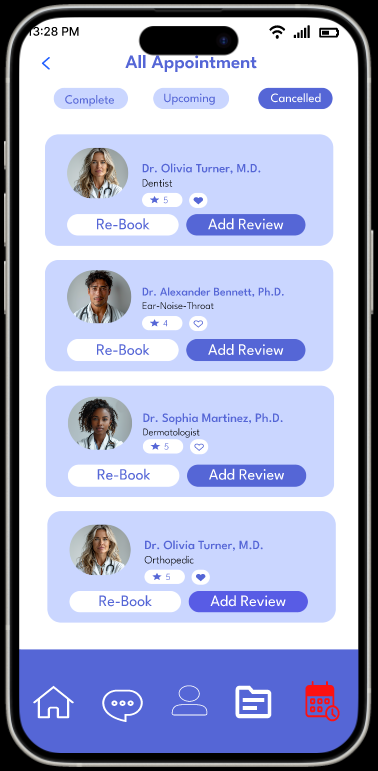 13:28 PM
All Appointment
Complete
Upcoming
Cancelled
Dr. Olivia Turner, M.D.
Dentist
5
Re-Book
Add Review
Dr. Alexander Bennett, Ph.D.
Ear-Noise-Throat
4
Re-Book
Add Review
Dr. Sophia Martinez, Ph.D.
Dermatologist
5
Re-Book
Add Review
Dr. Olivia Turner, M.D.
Orthopedic
5
Re-Book
Add Review